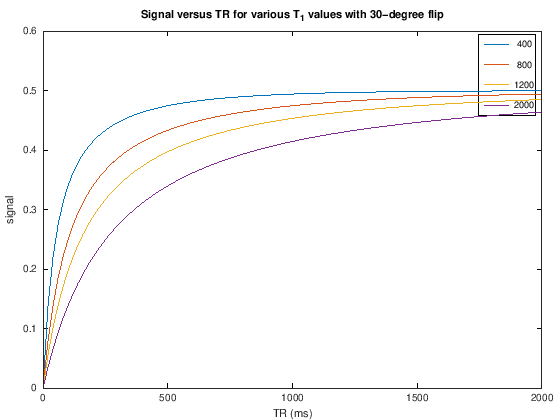 Signal versus TR for various T1 values with 30−degree flip
0.6
400
800
1200
2000
0.5
0.4
0.3
0.2
0.1
0
signal
0 500 1000 1500 2000
TR (ms)